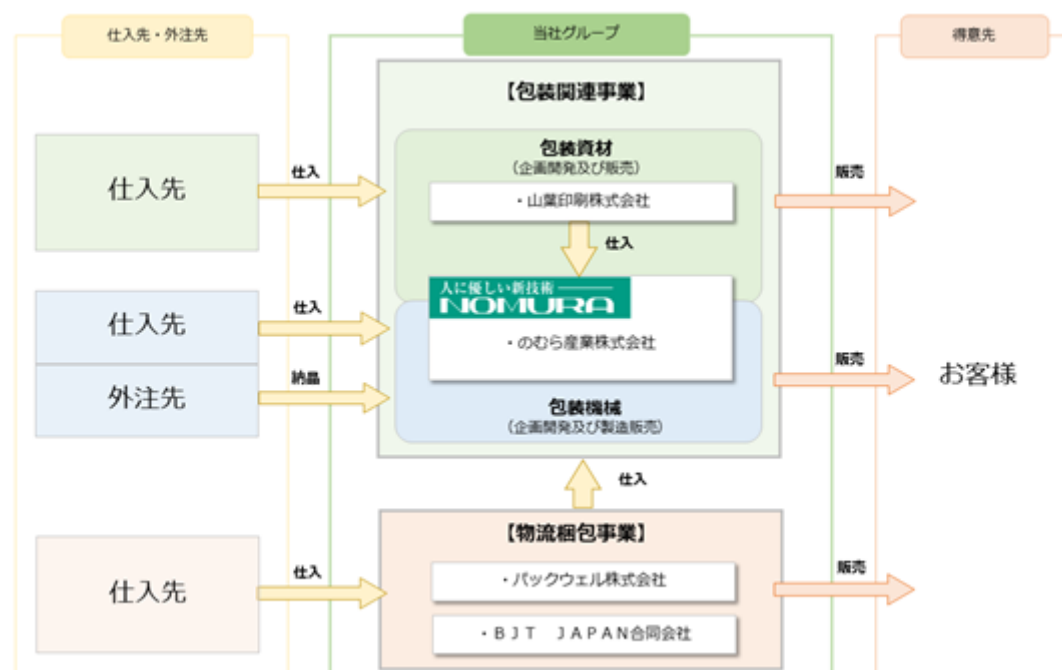 仕入先・外注先
当社グループ
得意先
【包装関連事業】
包装資材
(企画開発及び販売)
仕入先
仕入
・山葉印刷株式会社
販売
仕入
人に優しい新技術
NOMURA
仕入先
仕入
・のむら産業株式会社
外注先
納品
販売
お客様
包装機械
(企画開発及び製造販売)
仕入
【物流梱包事業】
仕入先
仕入
・パックウェル株式会社
販売
・BJT JAPAN合同会社